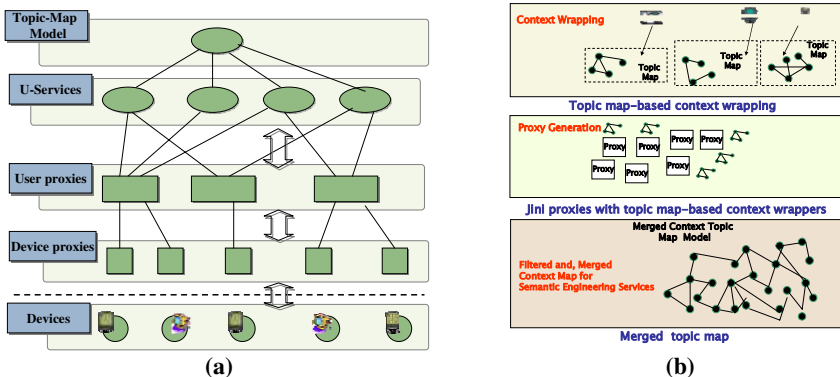 Topic-Map
Model
U-Services
User proxies
Device proxies
Devices
(a)
Context Wrapping
Topic
Map
Topic
Map
Topic
Map
Topic map-based context wrapping
Proxy Generation
Proxy
Proxy
Proxy
Proxy
Proxy
Proxy
Proxy
Jini proxies with topic map-based context wrappers
Merged Context Topic
Map Model
Filtered and, Merged
Context Map for
Semantic Engineering Services
Merged topic map
(b)